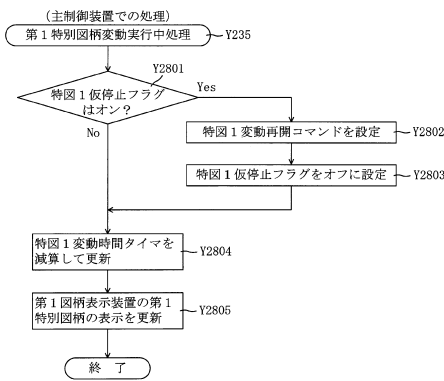 (主制御装置での処理)
第1特別図柄変動実行中処理
Y235
Y2801
特図1仮停止フラグ
はオン？
Yes
No
特図1変動再開コマンドを設定
Y2802
特図1仮停止フラグをオフに設定
Y2803
特図1変動時間タイマを
減算して更新
Y2804
第1図柄表示装置の第1
特別図柄の表示を更新
Y2805
終 了